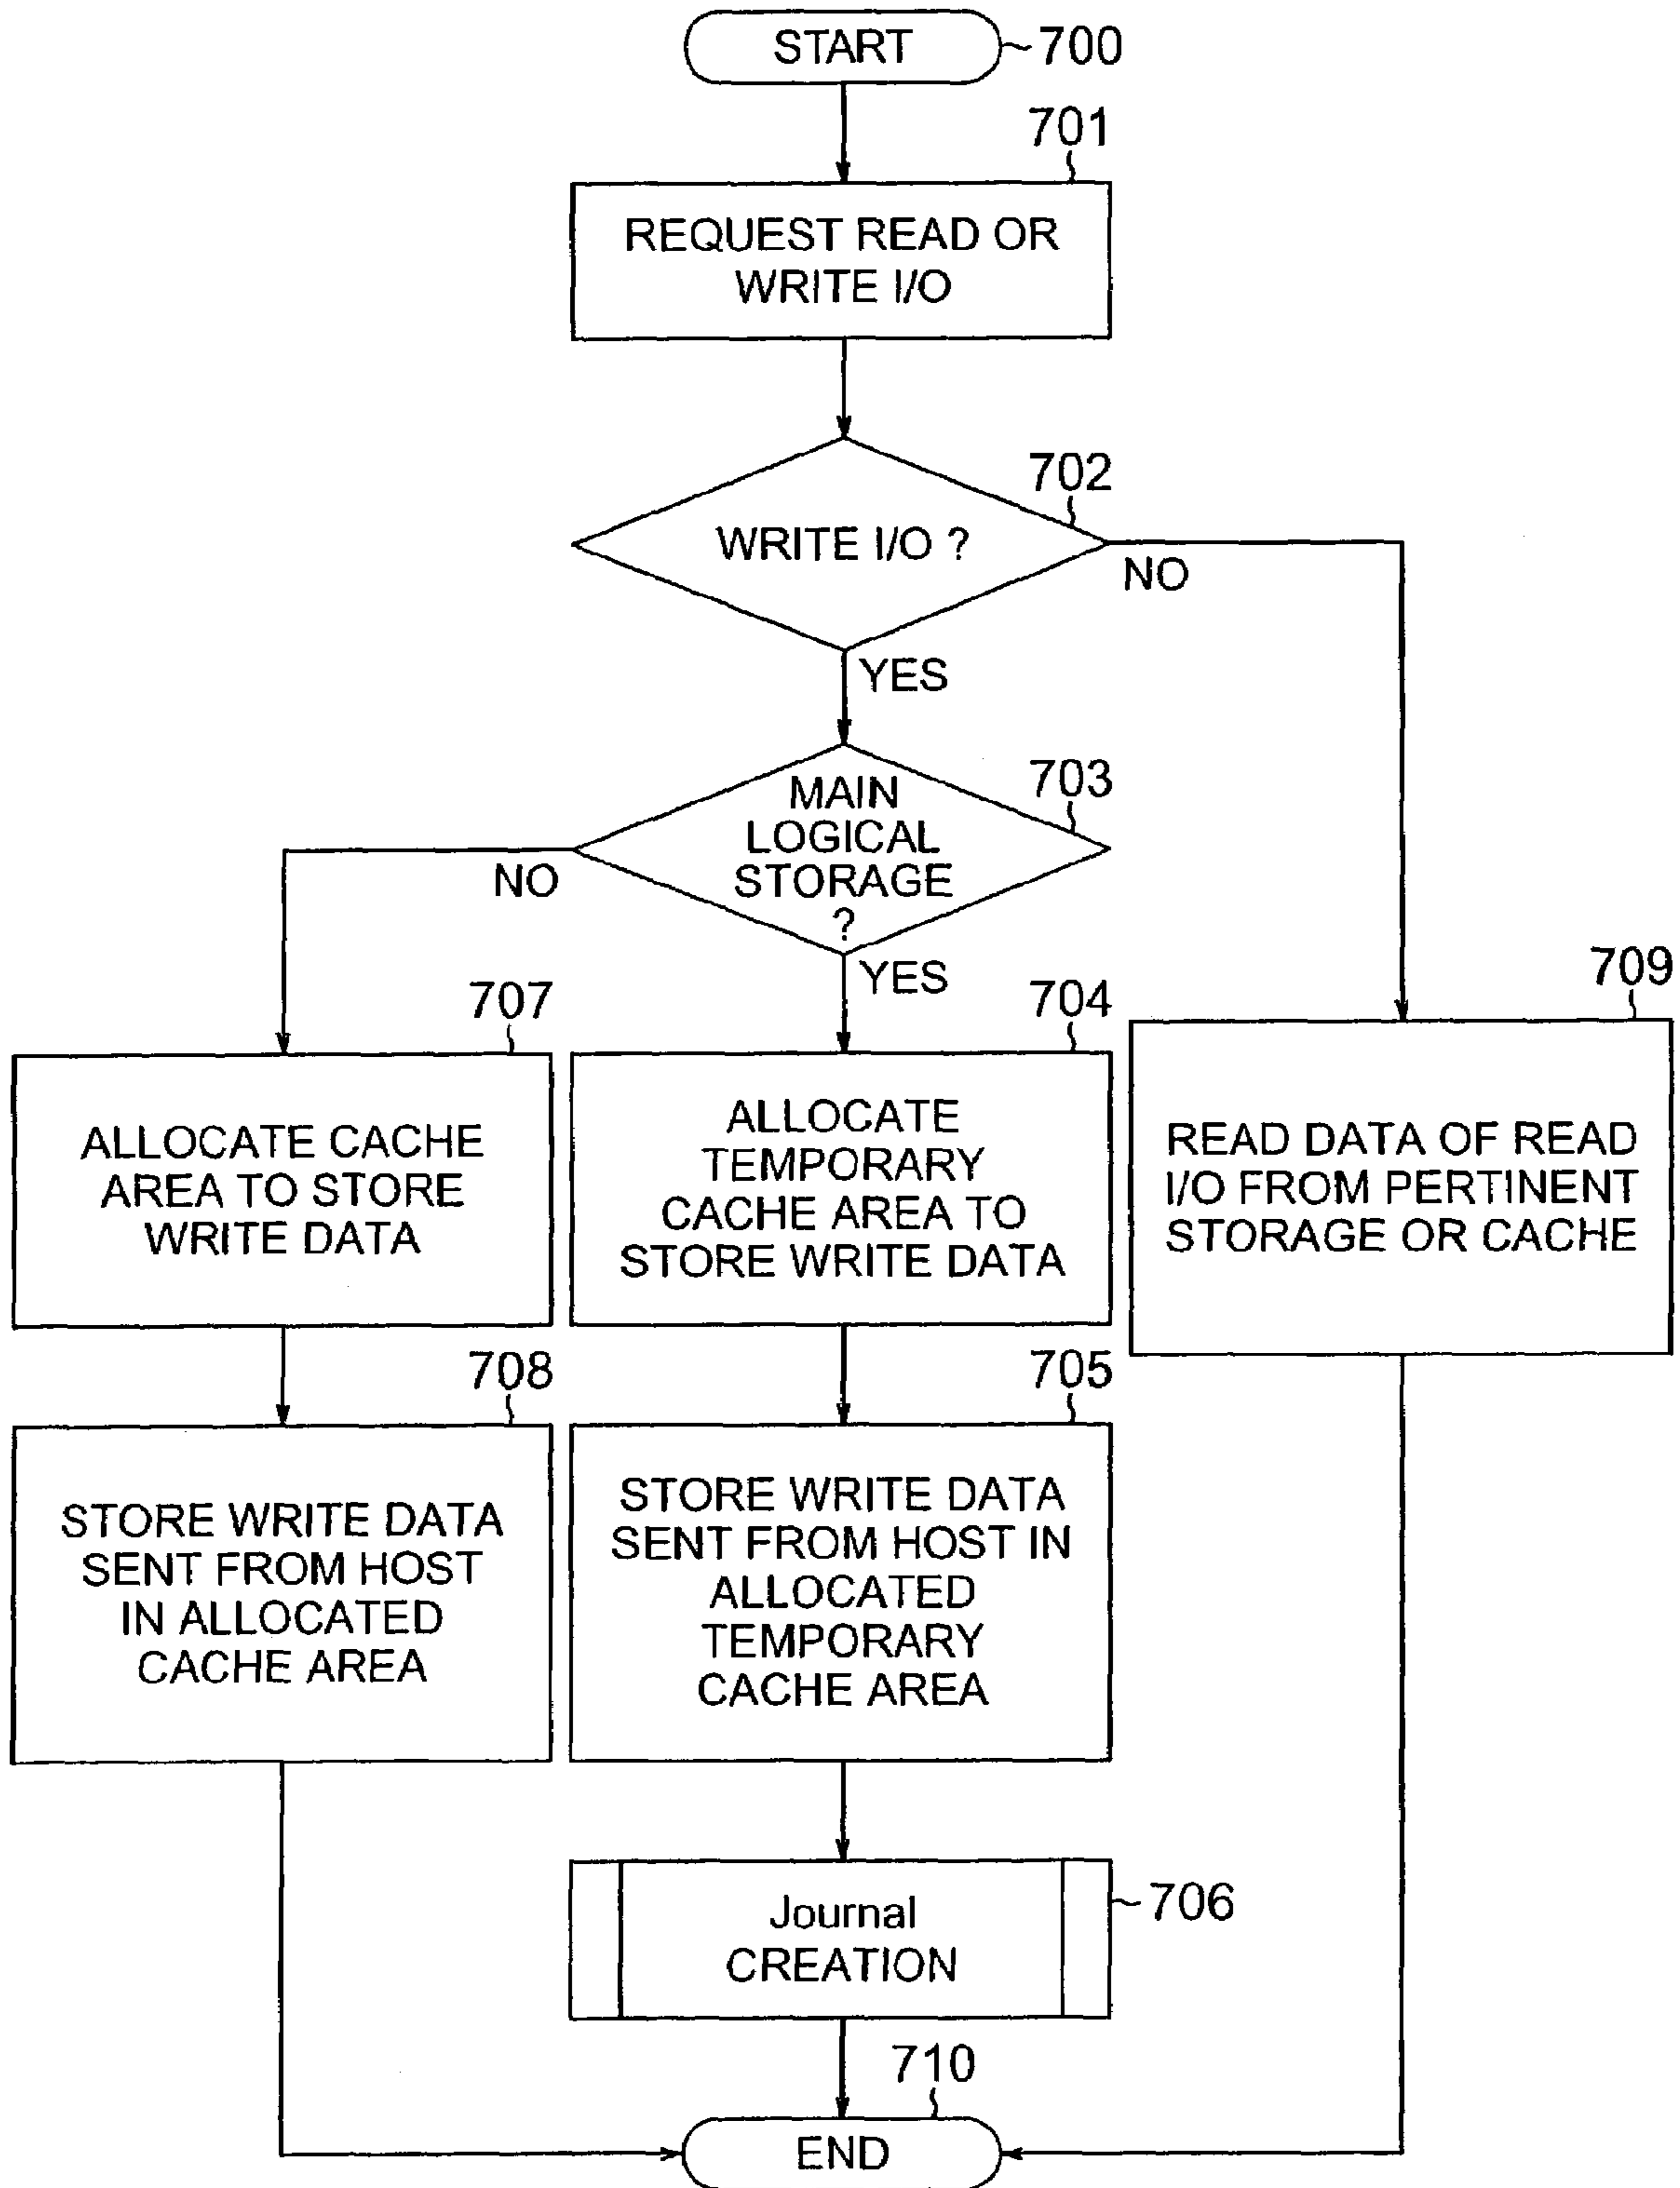 START
700
701
REQUEST READ OR
WRITE I/O
702
WRITE I/O ?
NO
YES
703
MAIN
LOGICAL
STORAGE
?
NO
YES
707
704
709
ALLOCATE CACHE
AREA TO STORE
WRITE DATA
ALLOCATE
TEMPORARY
CACHE AREA TO
STORE WRITE DATA
READ DATA OF READ
I/O FROM PERTINENT
STORAGE OR CACHE
708
705
STORE WRITE DATA
SENT FROM HOST
IN ALLOCATED
CACHE AREA
STORE WRITE DATA
SENT FROM HOST IN
ALLOCATED
TEMPORARY
CACHE AREA
Journal
CREATION
706
710
END